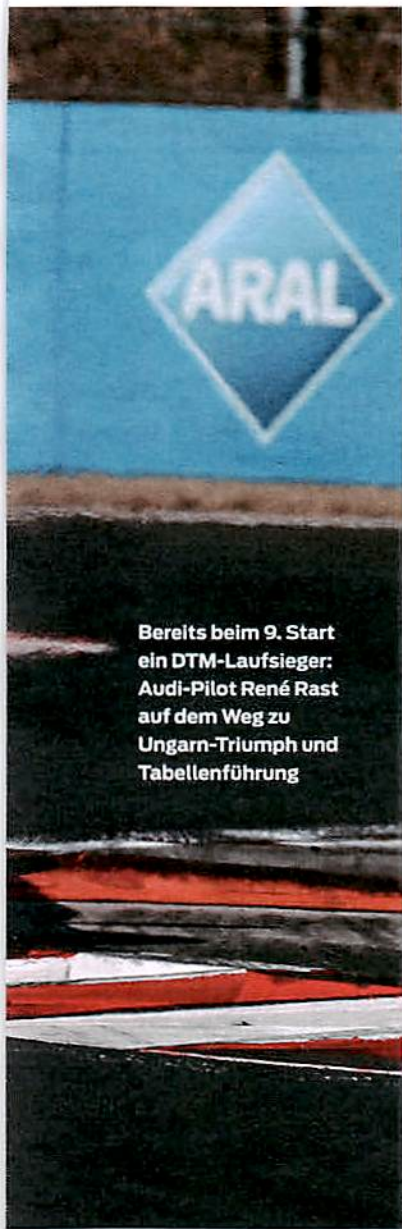 ARAL
Bereits beim 9. Start
ein DTM-Laufsieger:
Audi-Pilot René Rast
auf dem Weg zu
Ungarn-Triumph und
Tabellenführung